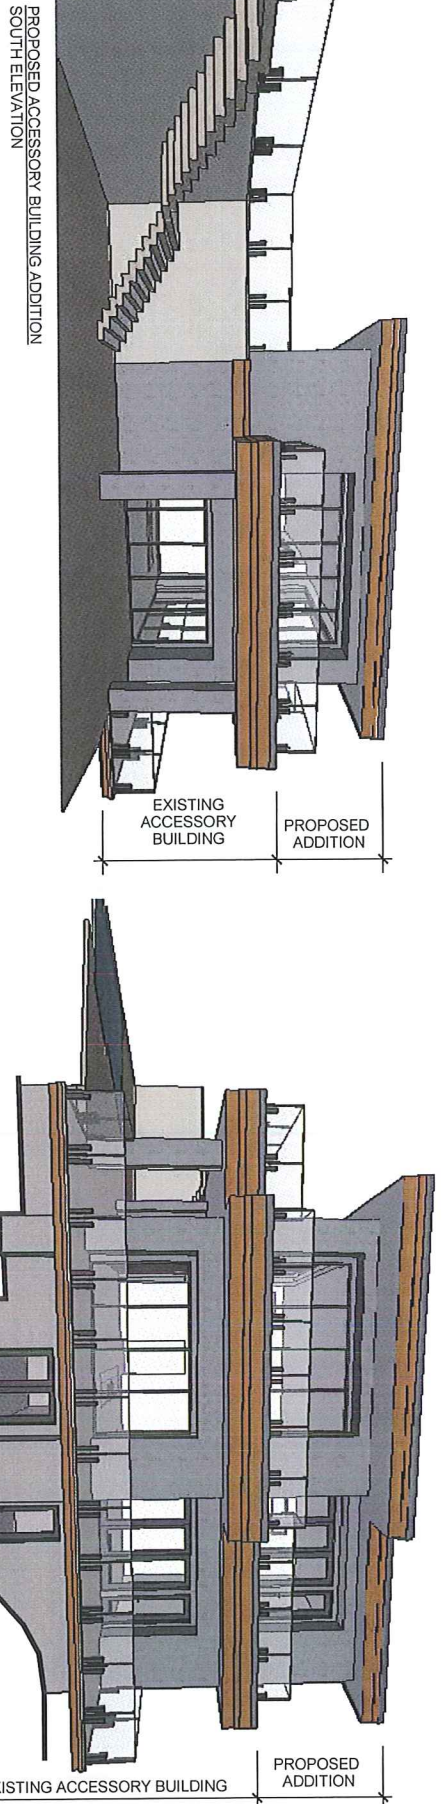 PROPOSED ACCESSORY BUILDING ADDITION
SOUTH ELEVATION
EXISTING
ACCESSORY
BUILDING
PROPOSED
ADDITION
PROPOSED
ADDITION
ISTING ACCESSORY BUILDING